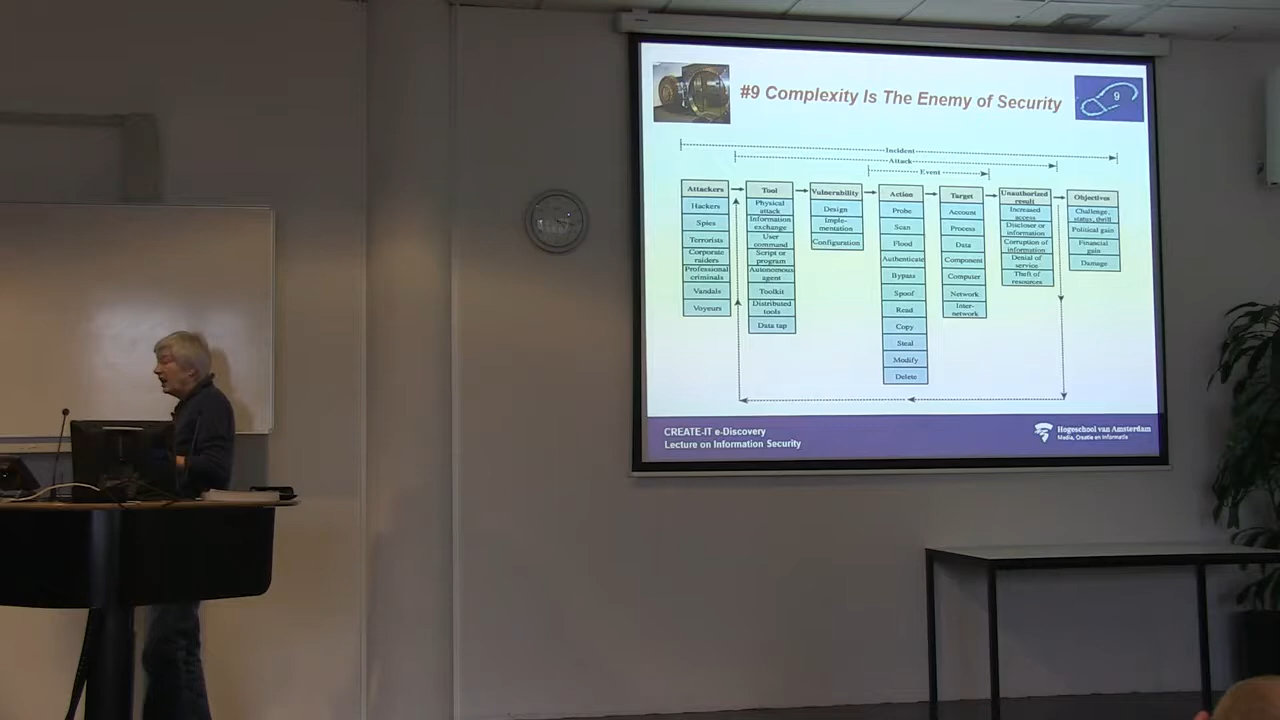 #9 Complexity Is The Enemy of Security
9
Incident
Attack
Event
Attackers
Hackers
Spies
Terrorists
Corporate
raiders
Professional
criminals
Vandals
Voyeurs
Tool
Physical
attack
Information
exchange
User
command
Script or
program
Autonomous
agent
Toolkit
Distributed
tools
Data tap
Vulnerability
Design
Imple-
mentation
Configuration
Action
Probe
Scan
Flood
Authenticate
Bypass
Spoof
Read
Copy
Steal
Modify
Delete
Target
Account
Process
Data
Component
Computer
Network
Inter-
network
Unauthorized
result
Increased
access
Discloser or
information
Corruption of
information
Denial of
service
Theft of
resources
Objectives
Challenge,
status, thrill
Political gain
Financial
gain
Damage
CREATE-IT e-Discovery
Lecture on Information Security
Hogeschool van Amsterdam
Media, Creatie en Informatie